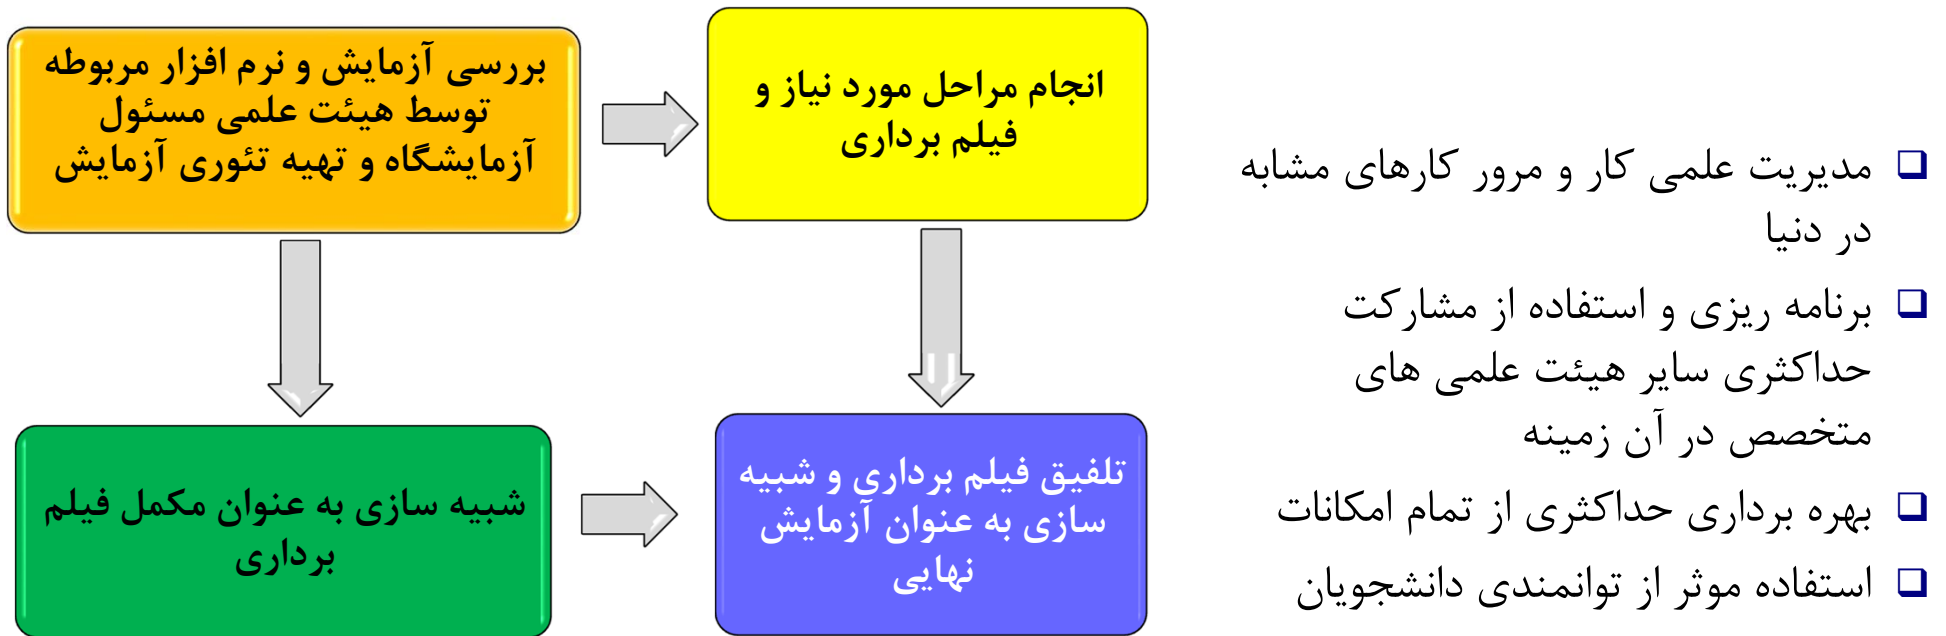 بررسی آزمایش و نرم افزار مربوطه
توسط هیئت علمی مسئول
آزمایشگاه و تهیه تئوری آزمایش
انجام مراحل مورد نیاز و
فیلم برداری
شبیه سازی به عنوان مکمل فیلم
برداری
تلفیق فیلم برداری و شبیه
سازی به عنوان آزمایش
نهایی
مدیریت علمی کار و مرور کارهای مشابه
در دنیا
برنامه ریزی و استفاده از مشارکت
حداکثری سایر هیئت علمی های
متخصص در آن زمینه
بهره برداری حداکثری از تمام امکانات
استفاده موثر از توانمندی دانشجویان